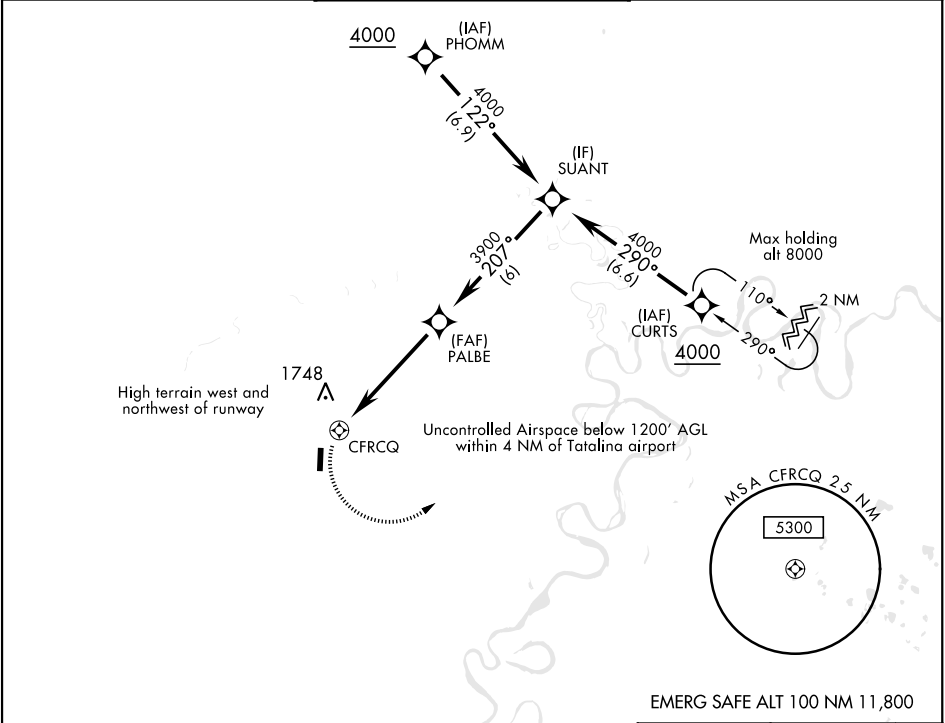 4000
(IAF)
PHOMM
4000
122°
(6.9)
(IF)
SUANT
3900
207°
(6)
4000
290°
(6.6)
Max holding
alt 8000
110°
2 NM
290°
(IAF)
CURTS
4000
(FAF)
PALBE
1748
High terrain west and
northwest of runway
CFRCQ
Uncontrolled Airspace below 1200' AGL
within 4 NM of Tatalina airport
MSA CFRCQ 25 NM
5300
EMERG SAFE ALT 100 NM 11,800